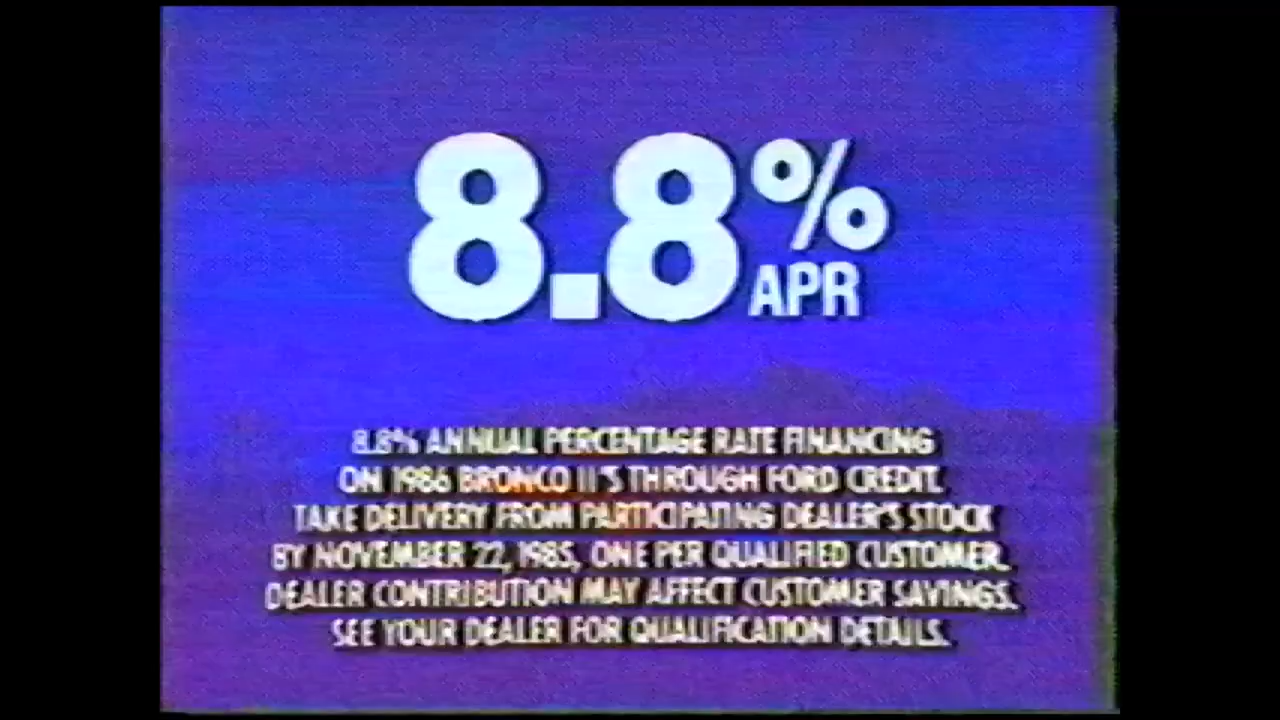 8.8%
APR
8.8% ANNUAL PERCENTAGE RATE FINANCING
ON 1986 BRONCO II'S THROUGH FORD CREDIT.
TAKE DELIVERY FROM PARTICIPATING DEALER'S STOCK
BY NOVEMBER 22, 1985, ONE PER QUALIFIED CUSTOMER.
DEALER CONTRIBUTION MAY AFFECT CUSTOMER SAVINGS.
SEE YOUR DEALER FOR QUALIFICATION DETAILS.